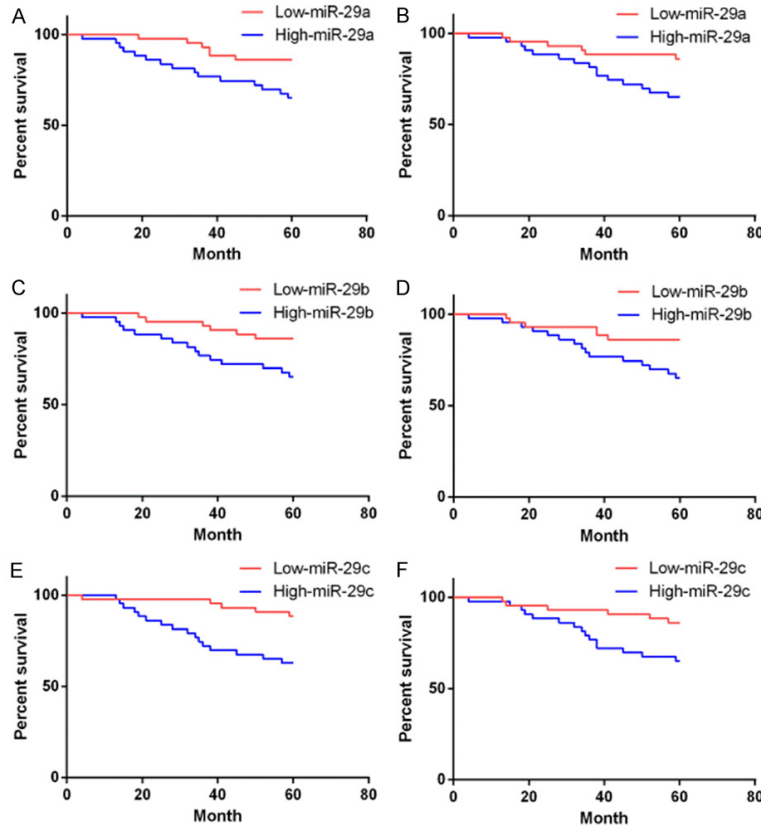 A
Low-miR-29a
High-miR-29a
Percent survival
100
50
0
0 20 40 60 80
Month
B
Low-miR-29a
High-miR-29a
Percent survival
100
50
0
0 20 40 60 80
Month
C
Low-miR-29b
High-miR-29b
Percent survival
100
50
0
0 20 40 60 80
Month
D
Low-miR-29b
High-miR-29b
Percent survival
100
50
0
0 20 40 60 80
Month
E
Low-miR-29c
High-miR-29c
Percent survival
100
50
0
0 20 40 60 80
Month
F
Low-miR-29c
High-miR-29c
Percent survival
100
50
0
0 20 40 60 80
Month